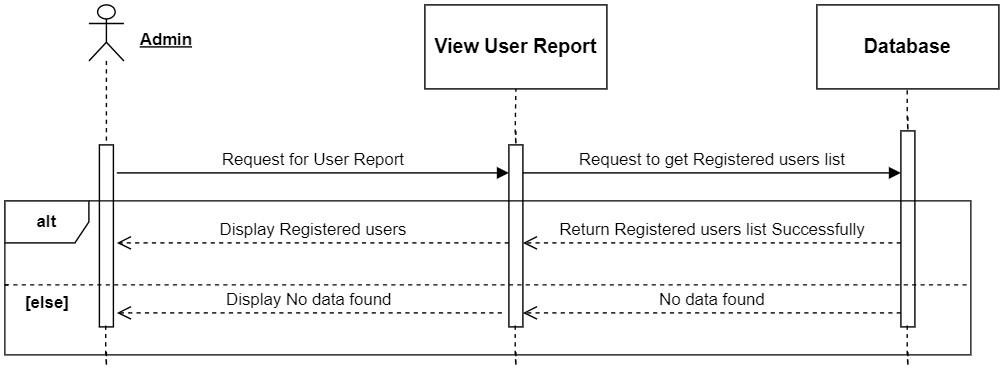 Admin
View User Report
Database
Request for User Report
Request to get Registered users list
alt
Display Registered users
Return Registered users list Successfully
[else]
Display No data found
No data found